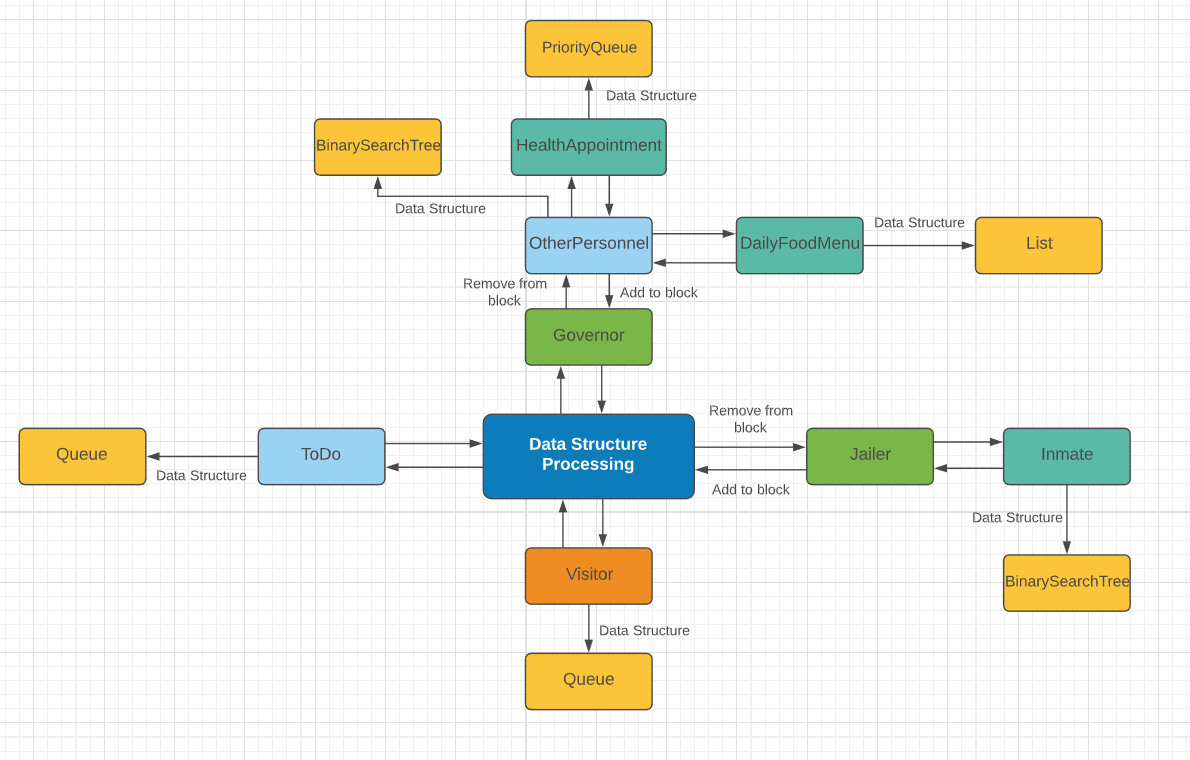 PriorityQueue
Data Structure
BinarySearchTree
HealthAppointment
Data Structure
OtherPersonnel
DailyFoodMenu
Data Structure
List
Remove from
block
Add to block
Governor
Queue
Data Structure
ToDo
Data Structure
Processing
Remove from
block
Add to block
Jailer
Inmate
Data Structure
BinarySearchTree
Visitor
Data Structure
Queue